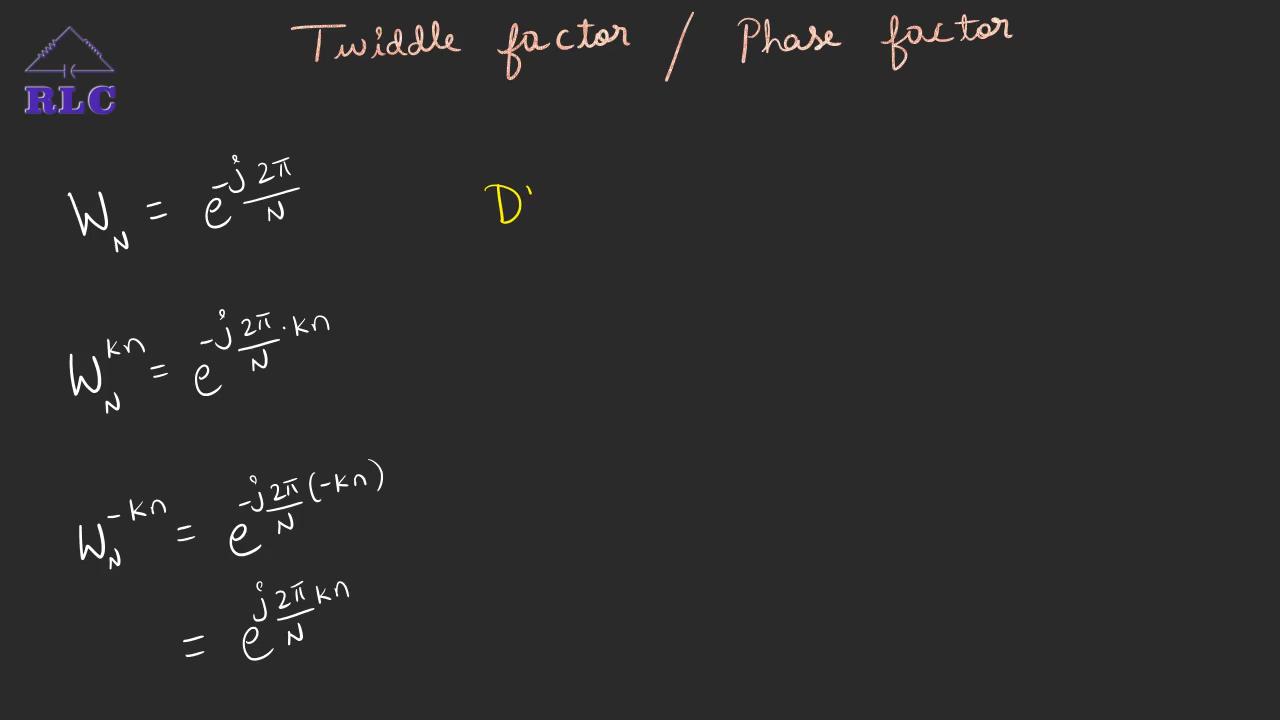 Twiddle factor / Phase factor
RLC
W_N = e^{-j 2π/N}
D'
W_N^{kn} = e^{-j 2π/N · kn}
W_N^{-kn} = e^{-j 2π/N (-kn)}
= e^{j 2π/N kn}